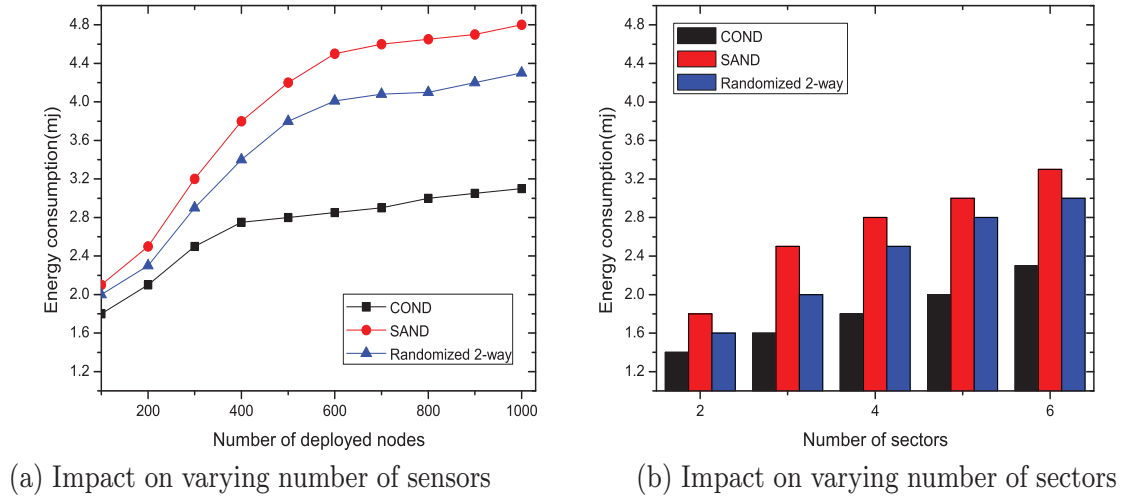 4.8
4.4
4.0
3.6
3.2
2.8
2.4
2.0
1.6
1.2
Energy consumption(mj)
COND
SAND
Randomized 2-way
200 400 600 800 1000
Number of deployed nodes
(a) Impact on varying number of sensors
4.8
4.4
4.0
3.6
3.2
2.8
2.4
2.0
1.6
1.2
Energy consumption(mj)
COND
SAND
Randomized 2-way
2 4 6
Number of sectors
(b) Impact on varying number of sectors